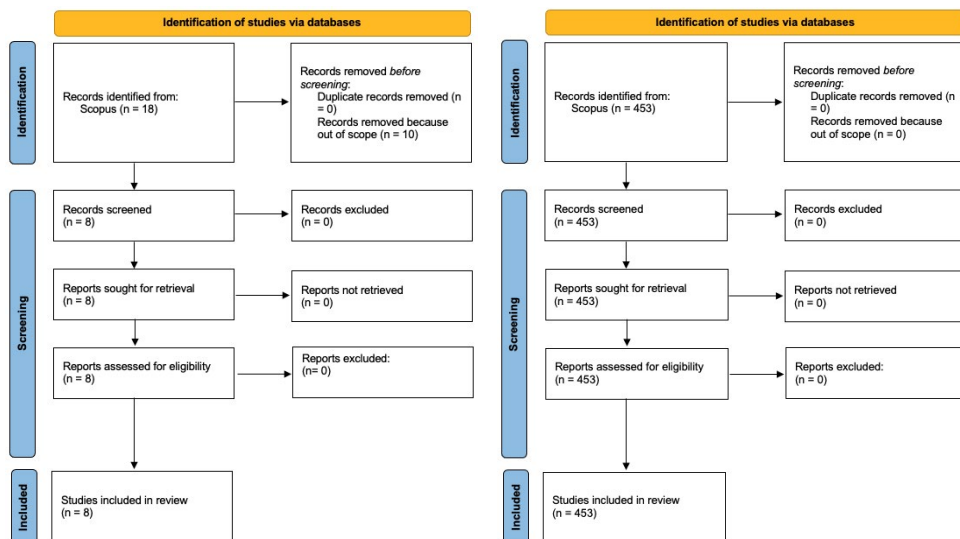 Identification of studies via databases
Identification
Records identified from:
Scopus (n = 18)
Records removed before
screening:
Duplicate records removed (n
= 0)
Records removed because
out of scope (n = 10)
Screening
Records screened
(n = 8)
Records excluded
(n = 0)
Reports sought for retrieval
(n = 8)
Reports not retrieved
(n = 0)
Reports assessed for eligibility
(n = 8)
Reports excluded:
(n= 0)
Included
Studies included in review
(n = 8)
Identification of studies via databases
Identification
Records identified from:
Scopus (n = 453)
Records removed before
screening:
Duplicate records removed (n
= 0)
Records removed because
out of scope (n = 0)
Screening
Records screened
(n = 453)
Records excluded
(n = 0)
Reports sought for retrieval
(n = 453)
Reports not retrieved
(n = 0)
Reports assessed for eligibility
(n = 453)
Reports excluded:
(n = 0)
Included
Studies included in review
(n = 453)